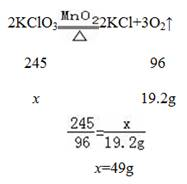 2KClO₃ MnO₂ △ 2KCl+3O₂↑
245 96
x 19.2g
245/96 = x/19.2g
x=49g